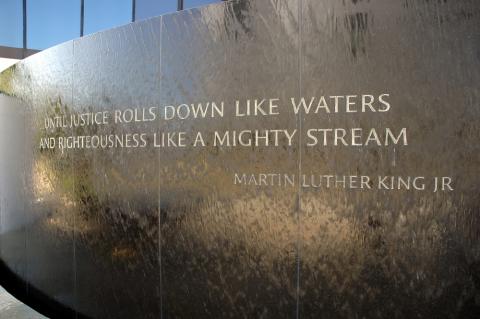 UNTIL JUSTICE ROLLS DOWN LIKE WATERS
AND RIGHTEOUSNESS LIKE A MIGHTY STREAM
MARTIN LUTHER KING JR